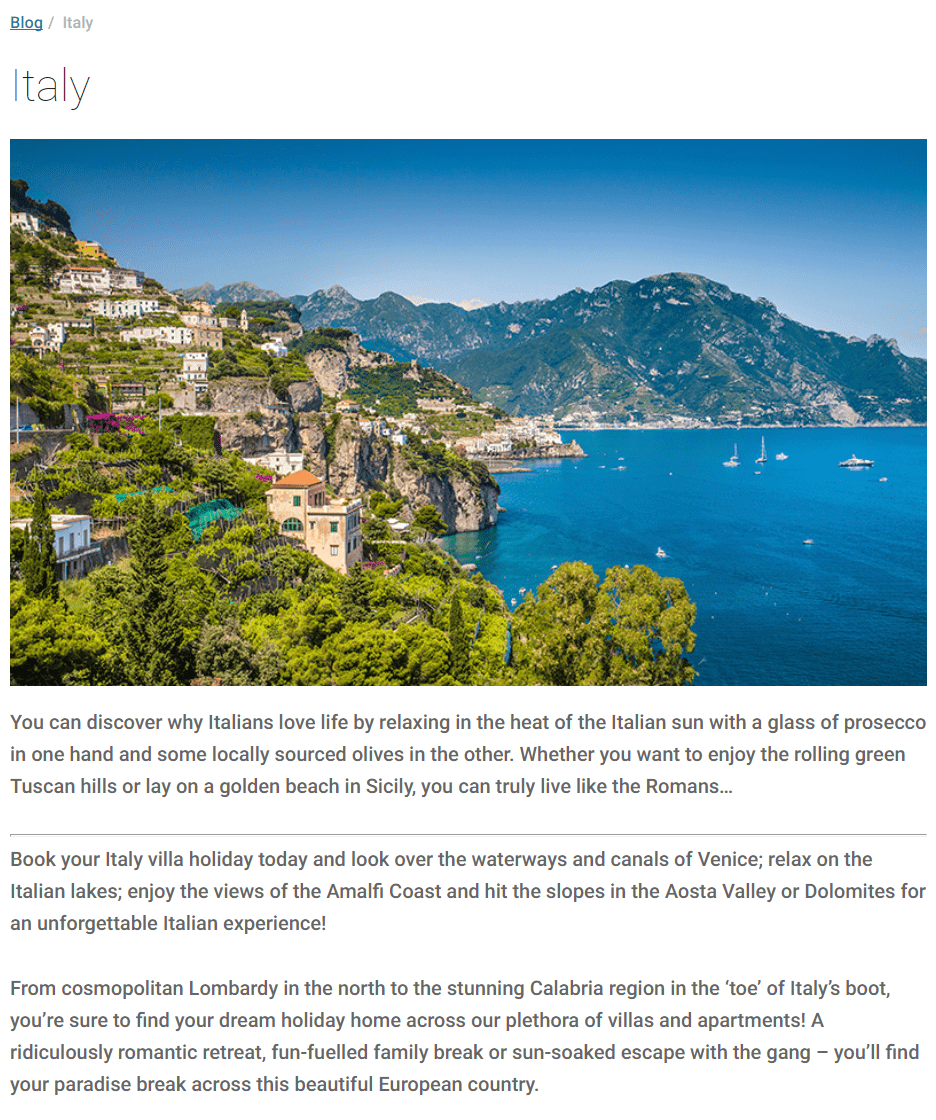 Blog / Italy
Italy
You can discover why Italians love life by relaxing in the heat of the Italian sun with a glass of prosecco
in one hand and some locally sourced olives in the other. Whether you want to enjoy the rolling green
Tuscan hills or lay on a golden beach in Sicily, you can truly live like the Romans…
Book your Italy villa holiday today and look over the waterways and canals of Venice; relax on the
Italian lakes; enjoy the views of the Amalfi Coast and hit the slopes in the Aosta Valley or Dolomites for
an unforgettable Italian experience!
From cosmopolitan Lombardy in the north to the stunning Calabria region in the ‘toe’ of Italy’s boot,
you’re sure to find your dream holiday home across our plethora of villas and apartments! A
ridiculously romantic retreat, fun-fuelled family break or sun-soaked escape with the gang – you’ll find
your paradise break across this beautiful European country.